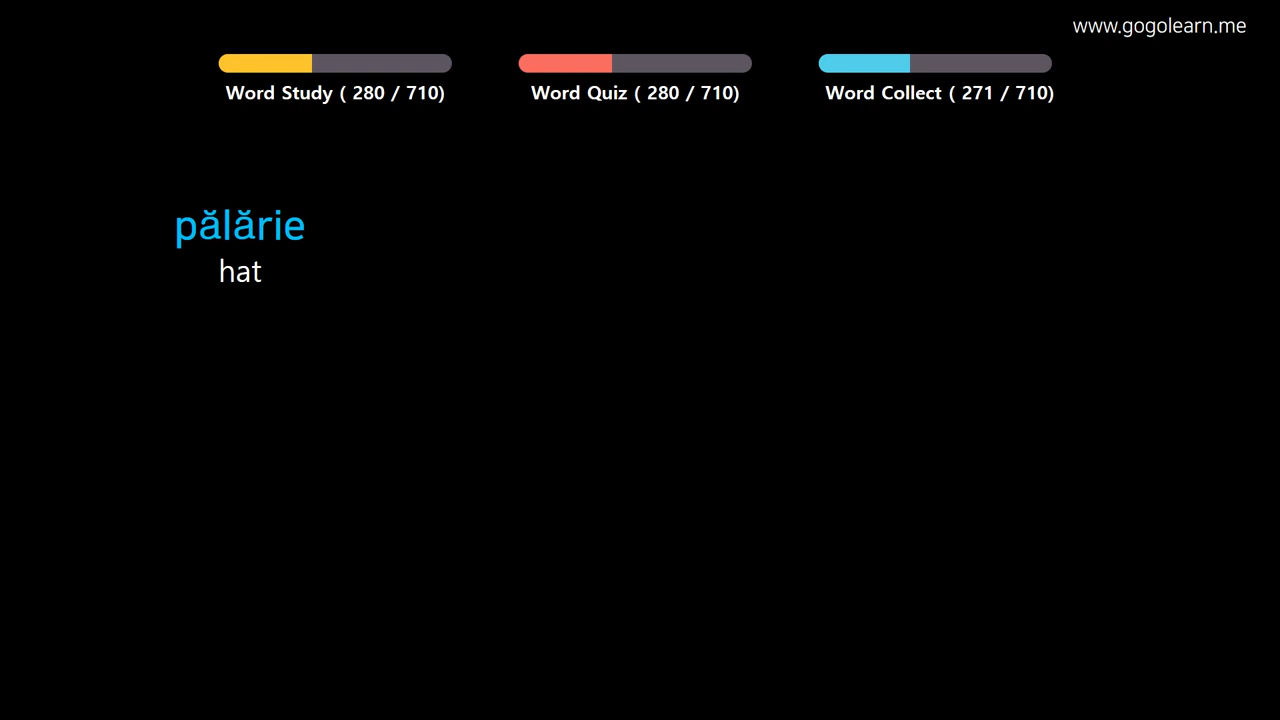 www.gogolearn.me
Word Study ( 280 / 710)
Word Quiz ( 280 / 710)
Word Collect ( 271 / 710)
pălărie
hat